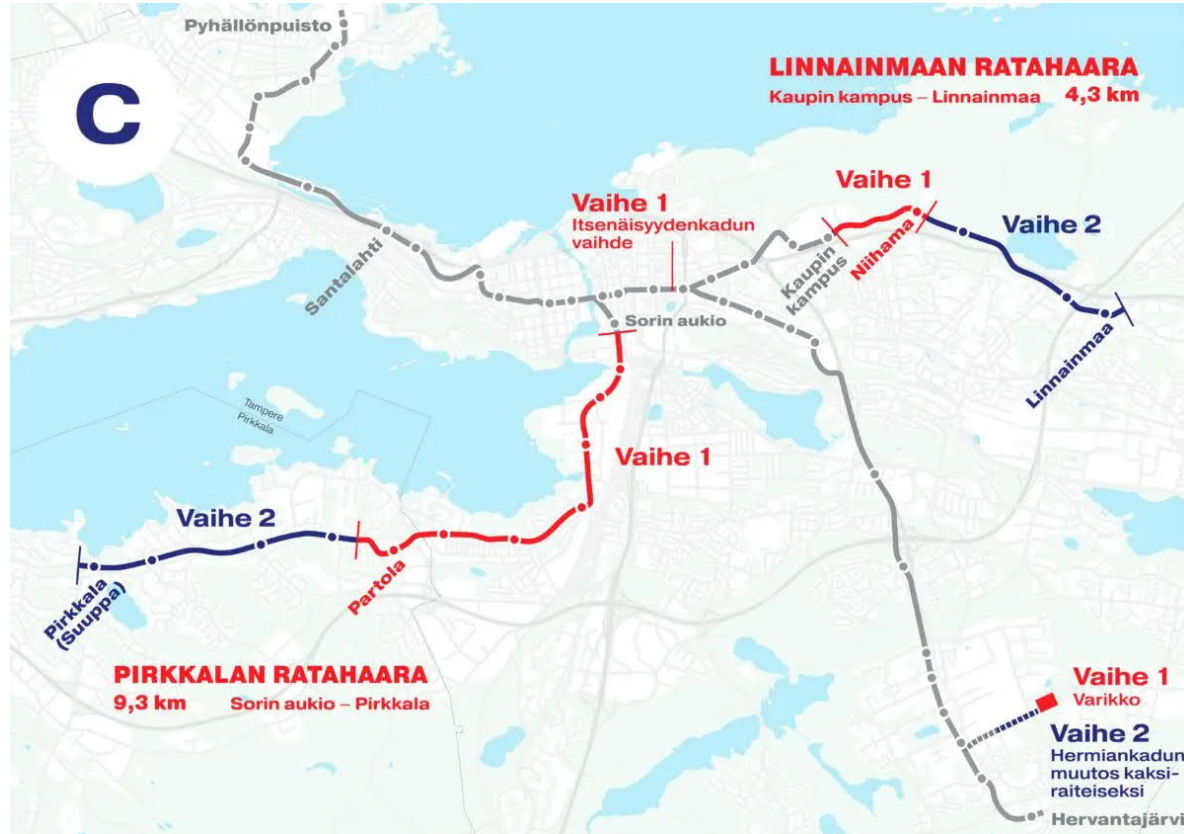 Pyhällönpuisto
C
LINNAINMAAN RATAHAARA
Kaupin kampus – Linnainmaa 4,3 km
Vaihe 1
Itsenäisyydenkadun
vaihde
Vaihe 1
Vaihe 2
Niihama
Kaupin
kampus
Santalahti
Sorin aukio
Linnainmaa
Tampere
Pirkkala
Vaihe 1
Vaihe 2
Partola
Pirkkala
(Suuppa)
PIRKKALAN RATAHAARA
9,3 km Sorin aukio – Pirkkala
Vaihe 1
Varikko
Vaihe 2
Hermiankadun
muutos kaksi-
raiteiseksi
Hervantajärvi